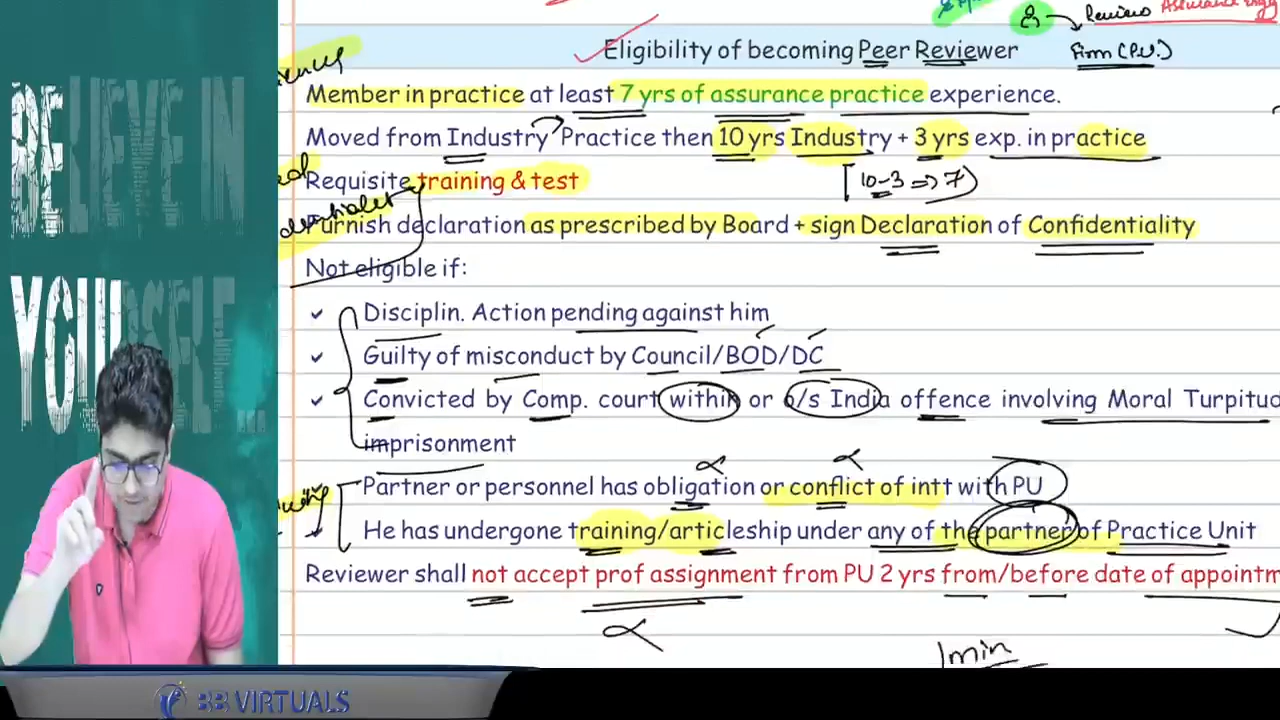 BELIEVE IN
YOURSELF...
Reviews Assurance Engg
Firm (P.U.)
Eligibility of becoming Peer Reviewer
Member in practice at least 7 yrs of assurance practice experience.
Moved from Industry Practice then 10 yrs Industry + 3 yrs exp. in practice
Requisite training & test
[10-3 => 7)
Furnish declaration as prescribed by Board + sign Declaration of Confidentiality
Not eligible if:
Disciplin. Action pending against him
Guilty of misconduct by Council/BOD/DC
Convicted by Comp. court within or o/s India offence involving Moral Turpitud
imprisonment
Partner or personnel has obligation or conflict of intt with PU
He has undergone training/articleship under any of the partner of Practice Unit
Reviewer shall not accept prof assignment from PU 2 yrs from/before date of appointm
1min
BB VIRTUALS